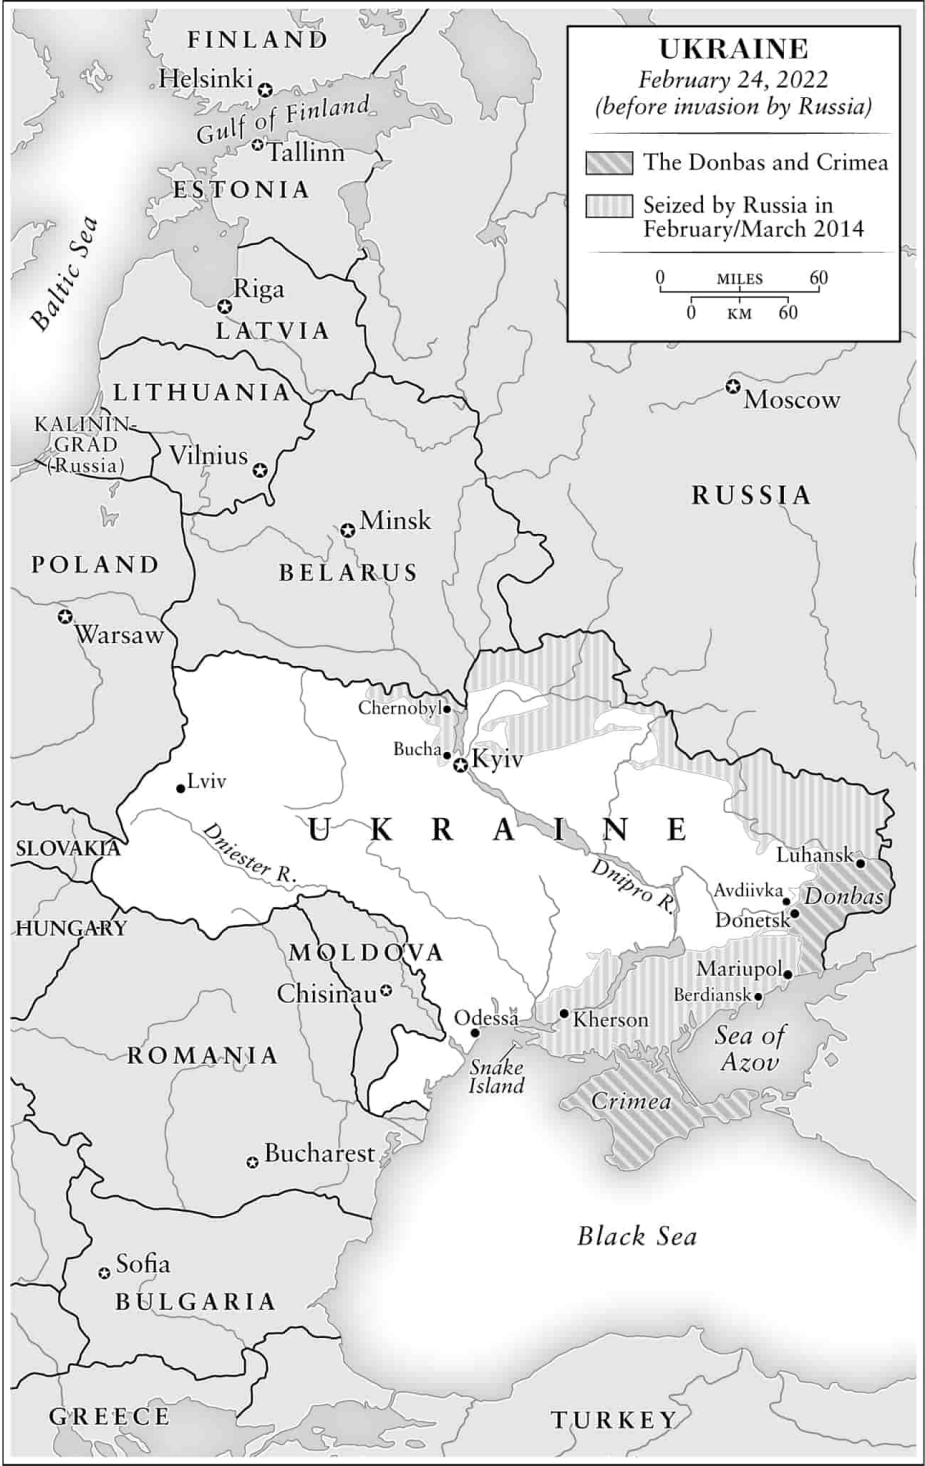 FINLAND
Helsinki
Gulf of Finland
Tallinn
ESTONIA
Baltic Sea
Riga
LATVIA
LITHUANIA
KALININ-
GRAD
(Russia)
Vilnius
UKRAINE
February 24, 2022
(before invasion by Russia)
The Donbas and Crimea
Seized by Russia in
February/March 2014
0 MILES 60
0 KM 60
Moscow
RUSSIA
Minsk
BELARUS
POLAND
Warsaw
Chernobyl
Bucha
Kyiv
Lviv
UKRAINE
SLOVAKIA
Dniester R.
Dnipro R.
Luhansk
Avdiivka
Donbas
Donetsk
HUNGARY
MOLDOVA
Chisinau
Mariupol
Berdiansk
Odessa
Kherson
Snake
Island
Sea of
Azov
ROMANIA
Crimea
Bucharest
Black Sea
Sofia
BULGARIA
GREECE
TURKEY